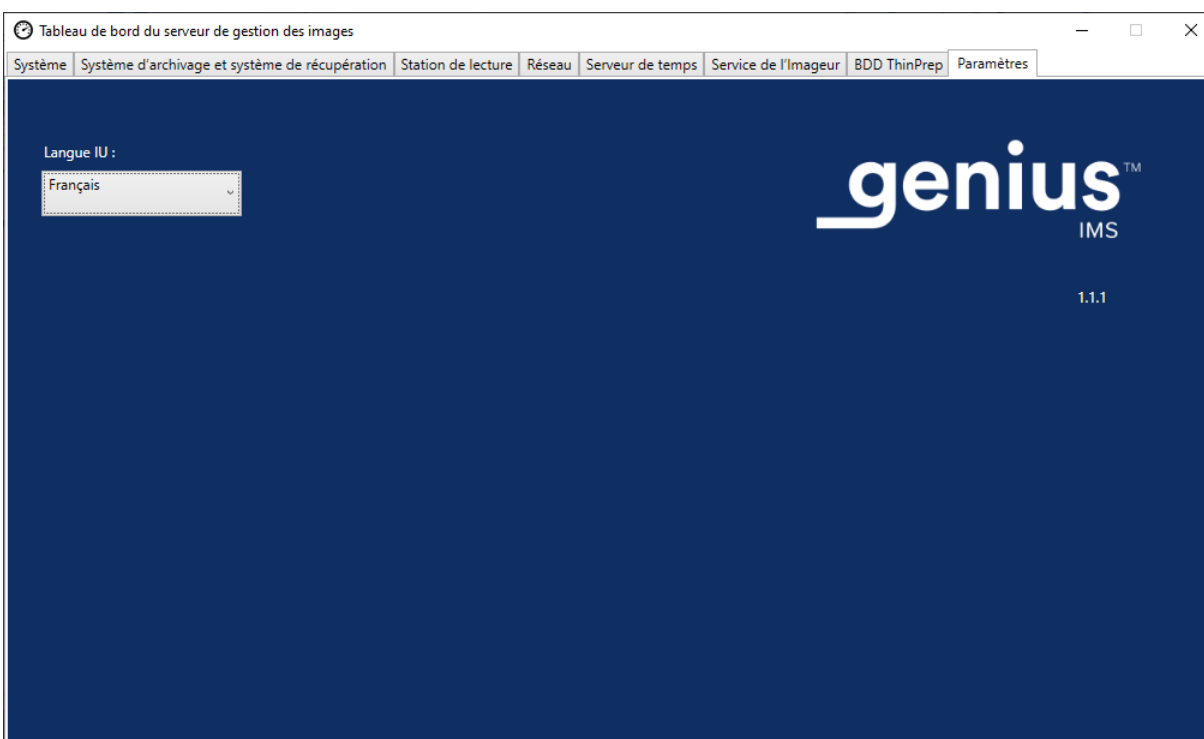 Tableau de bord du serveur de gestion des images
Système Système d'archivage et système de récupération Station de lecture Réseau Serveur de temps Service de l'Imageur BDD ThinPrep Paramètres
Langue IU :
Français
genius™
IMS
1.1.1